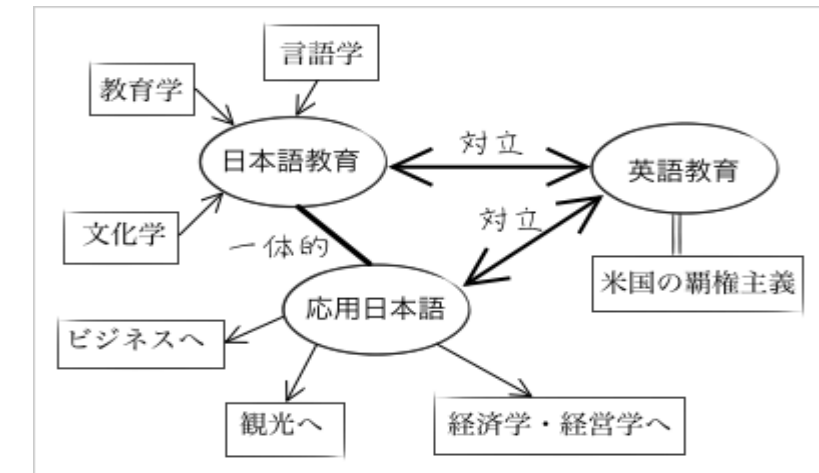 言語学
教育学
日本語教育
対立
英語教育
文化学
対立
一体的
米国の覇権主義
応用日本語
ビジネスへ
観光へ
経済学・経営学へ